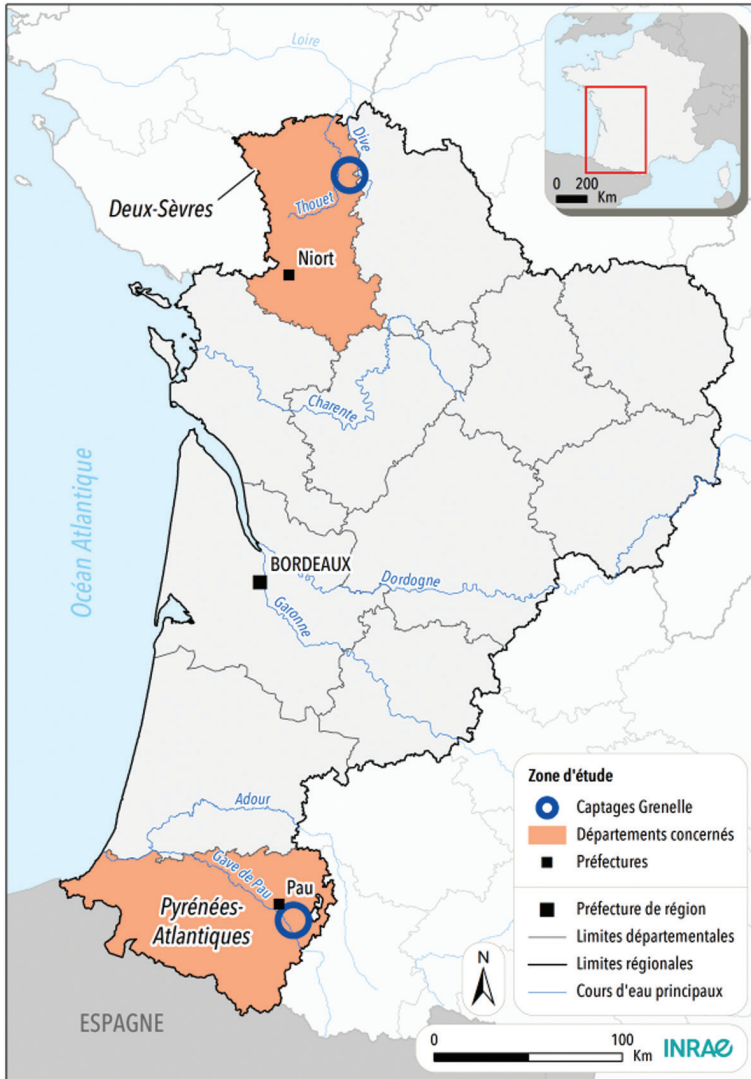 Loire
0 200
Km
Dive
Thouet
Deux-Sèvres
Niort
Charente
Océan Atlantique
BORDEAUX
Dordogne
Garonne
Adour
Gave de Pau
Pau
Pyrénées-
Atlantiques
ESPAGNE
Zone d'étude
Captages Grenelle
Départements concernés
Préfectures
Préfecture de région
Limites départementales
Limites régionales
Cours d'eau principaux
N
0 100
Km
INRAE